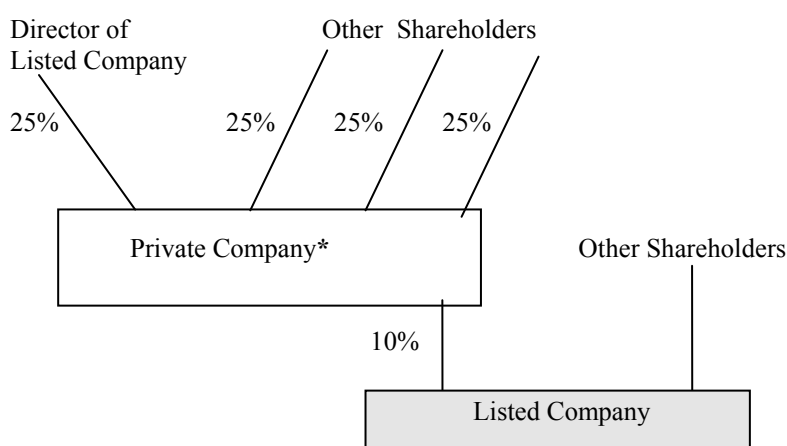 Director of
Listed Company
Other Shareholders
25%
25%
25%
25%
Private Company*
Other Shareholders
10%
Listed Company